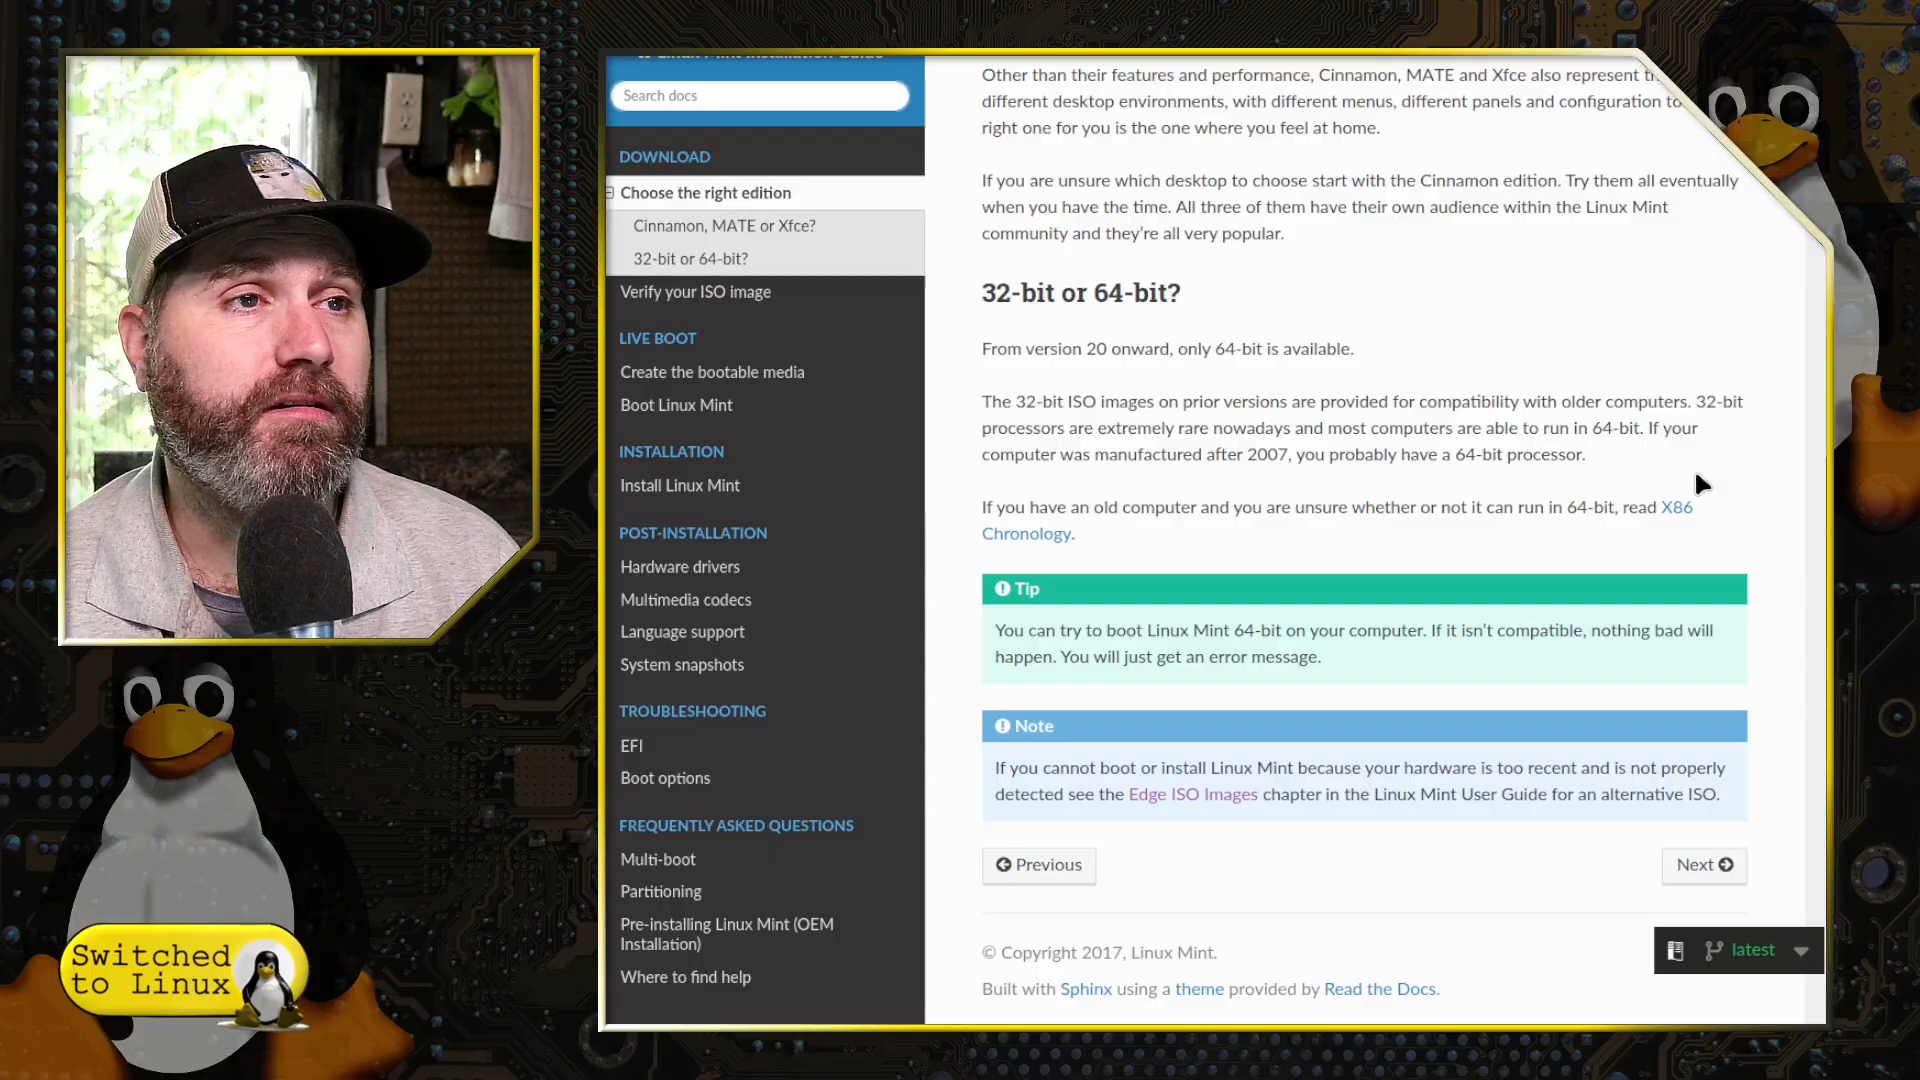 Linux Mint Installation Guide
Search docs
DOWNLOAD
Choose the right edition
Cinnamon, MATE or Xfce?
32-bit or 64-bit?
Verify your ISO image
LIVE BOOT
Create the bootable media
Boot Linux Mint
INSTALLATION
Install Linux Mint
POST-INSTALLATION
Hardware drivers
Multimedia codecs
Language support
System snapshots
TROUBLESHOOTING
EFI
Boot options
FREQUENTLY ASKED QUESTIONS
Multi-boot
Partitioning
Pre-installing Linux Mint (OEM
Installation)
Where to find help
Other than their features and performance, Cinnamon, MATE and Xfce also represent
different desktop environments, with different menus, different panels and configuration
right one for you is the one where you feel at home.
If you are unsure which desktop to choose start with the Cinnamon edition. Try them all eventually
when you have the time. All three of them have their own audience within the Linux Mint
community and they're all very popular.
32-bit or 64-bit?
From version 20 onward, only 64-bit is available.
The 32-bit ISO images on prior versions are provided for compatibility with older computers. 32-bit
processors are extremely rare nowadays and most computers are able to run in 64-bit. If your
computer was manufactured after 2007, you probably have a 64-bit processor.
If you have an old computer and you are unsure whether or not it can run in 64-bit, read X86
Chronology.
Tip
You can try to boot Linux Mint 64-bit on your computer. If it isn't compatible, nothing bad will
happen. You will just get an error message.
Note
If you cannot boot or install Linux Mint because your hardware is too recent and is not properly
detected see the Edge ISO Images chapter in the Linux Mint User Guide for an alternative ISO.
Previous
Next
© Copyright 2017, Linux Mint.
Built with Sphinx using a theme provided by Read the Docs.
latest
Switched
to Linux